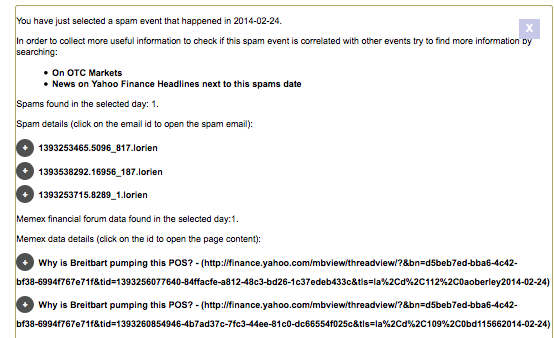 You have just selected a spam event that happened in 2014-02-24.
X
In order to collect more useful information to check if this spam event is correlated with other events try to find more information by
searching:
• On OTC Markets
• News on Yahoo Finance Headlines next to this spams date
Spams found in the selected day: 1.
Spam details (click on the email id to open the spam email):
+ 1393253465.5096_817.lorien
+ 1393538292.16956_187.lorien
+ 1393253715.8289_1.lorien
Memex financial forum data found in the selected day:1.
Memex data details (click on the id to open the page content):
+ Why is Breitbart pumping this POS? - (http://finance.yahoo.com/mbview/threadview/?&bn=d5beb7ed-bba6-4c42-
bf38-6994f767e71f&tid=1393256077640-84ffacfe-a812-48c3-bd26-1c37edeb433c&tls=la%2Cd%2C112%2C0aoberley2014-02-24)
+ Why is Breitbart pumping this POS? - (http://finance.yahoo.com/mbview/threadview/?&bn=d5beb7ed-bba6-4c42-
bf38-6994f767e71f&tid=1393260854946-4b7ad37c-7fc3-44ee-81c0-dc66554f025c&tls=la%2Cd%2C109%2C0bd115662014-02-24)